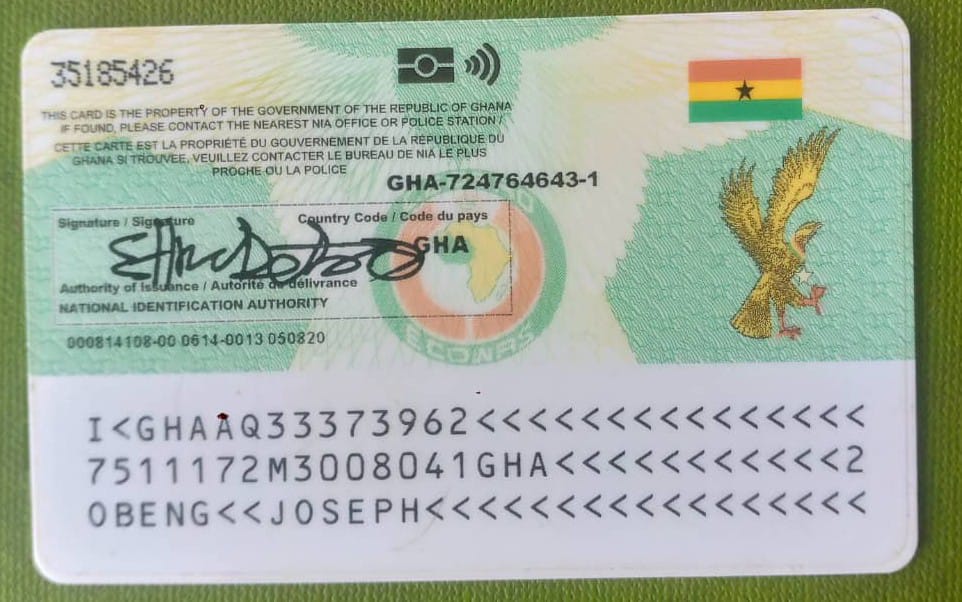 35185426
THIS CARD IS THE PROPERTY OF THE GOVERNMENT OF THE REPUBLIC OF GHANA
IF FOUND, PLEASE CONTACT THE NEAREST NIA OFFICE OR POLICE STATION /
CETTE CARTE EST LA PROPRIÉTÉ DU GOUVERNEMENT DE LA RÉPUBLIQUE DU
GHANA SI TROUVEE, VEUILLEZ CONTACTER LE BUREAU DE NIA LE PLUS
PROCHE OU LA POLICE
GHA-724764643-1
Signature / Signature
Country Code / Code du pays
GHA
Authority of Issuance / Autorité de délivrance
NATIONAL IDENTIFICATION AUTHORITY
ECOWAS
000814108-00 0614-0013 050820
I<GHAAQ33373962<<<<<<<<<<<<<<<
7511172M3008041GHA<<<<<<<<<<<2
OBENG<<JOSEPH<<<<<<<<<<<<<<<<<